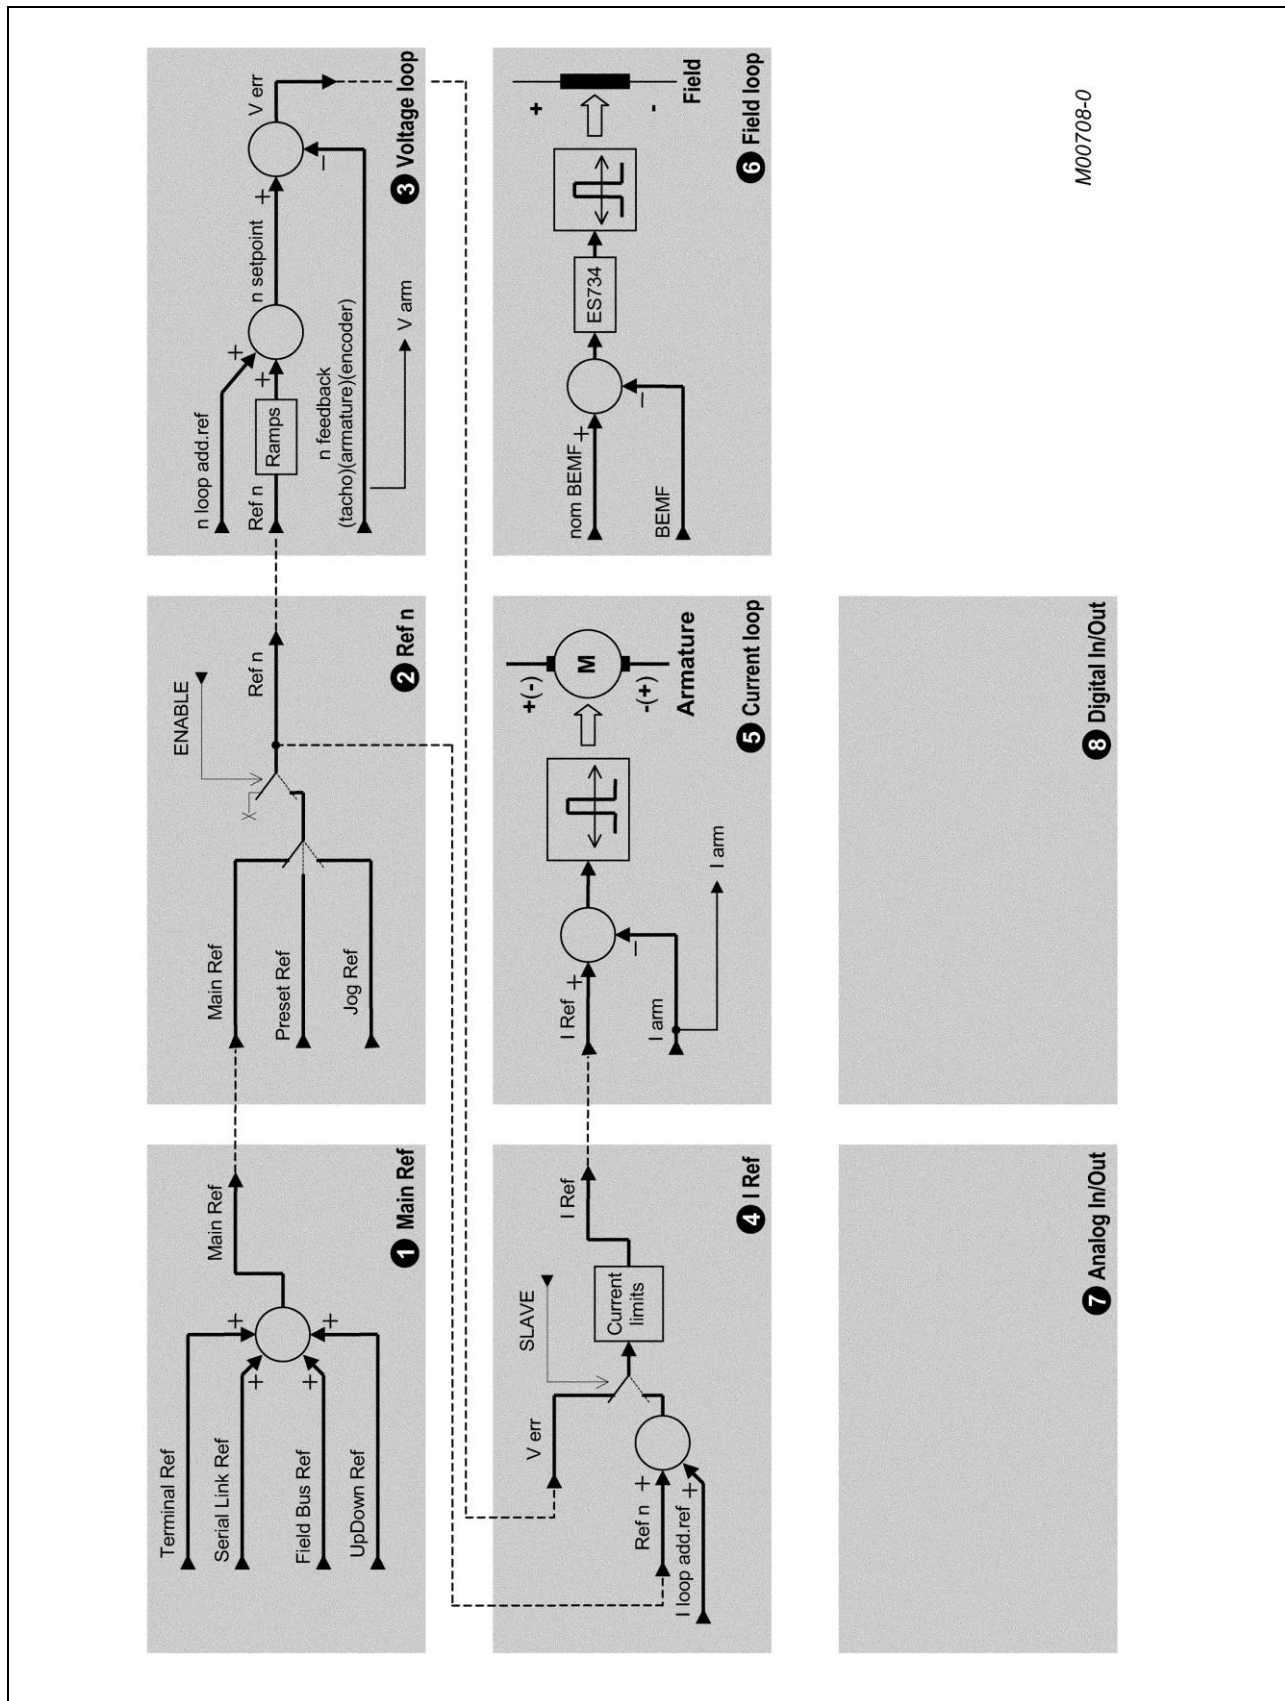 Terminal Ref
Serial Link Ref
Field Bus Ref
UpDown Ref
+
+
+
+
Main Ref
1 Main Ref
Main Ref
Preset Ref
Jog Ref
X
ENABLE
Ref n
2 Ref n
n loop add.ref
Ref n
Ramps
+
+
n setpoint
+
V err
n feedback
(tacho)(armature)(encoder)
V arm
–
3 Voltage loop
V err
SLAVE
Ref n
+
I loop add.ref
+
Current
limits
I Ref
4 I Ref
I Ref
+
–
I arm
I arm
+(-)
M
-(+)
Armature
5 Current loop
nom BEMF
+
–
BEMF
ES734
+
-
Field
6 Field loop
7 Analog In/Out
8 Digital In/Out
M00708-0